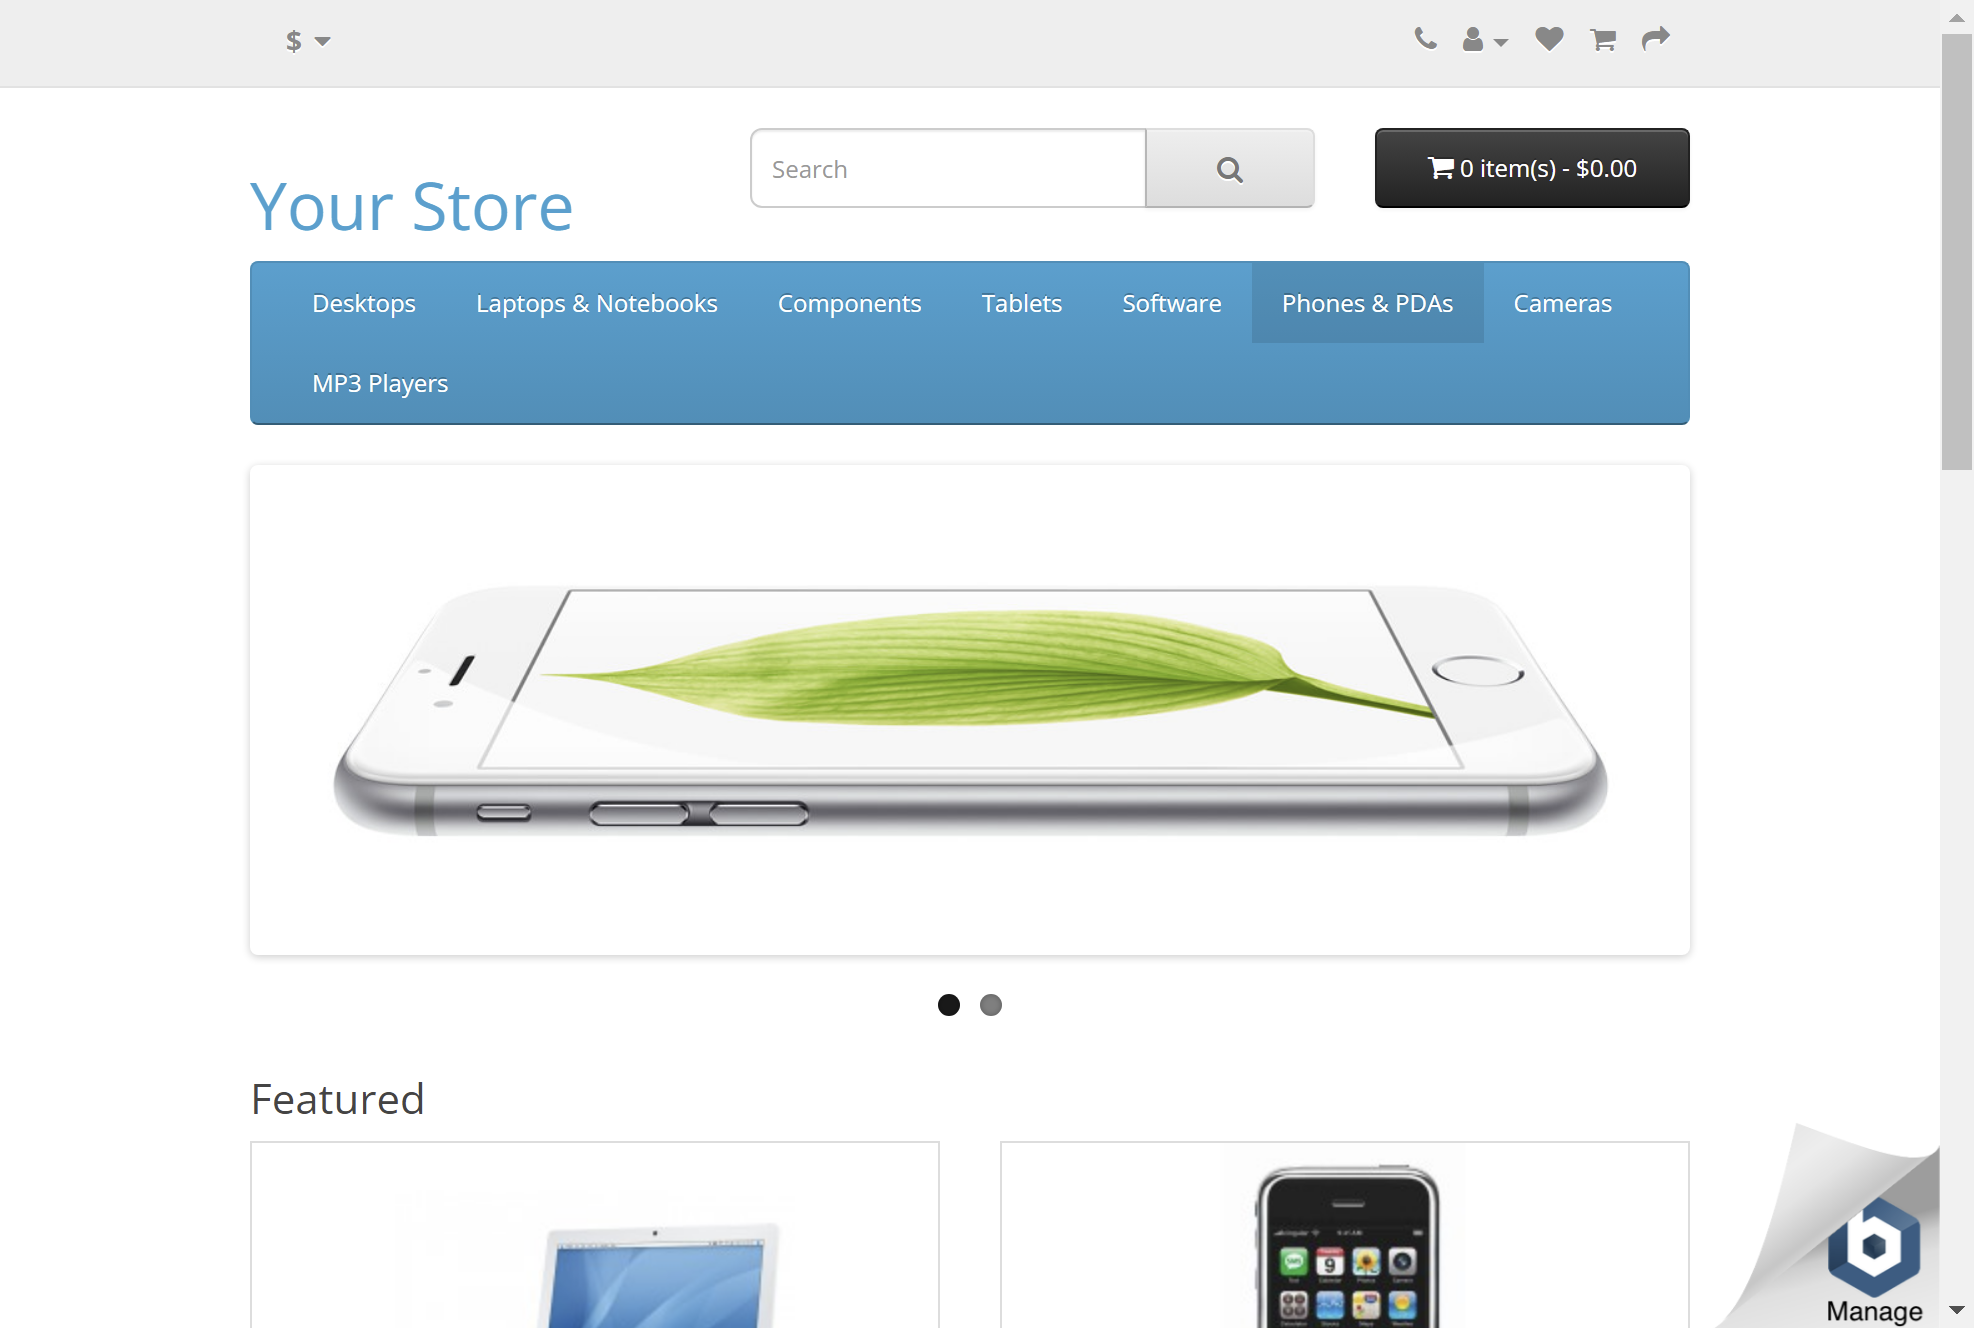 $
Your Store
Search
0 item(s) - $0.00
Desktops
Laptops & Notebooks
Components
Tablets
Software
Phones & PDAs
Cameras
MP3 Players
Featured
9
Manage